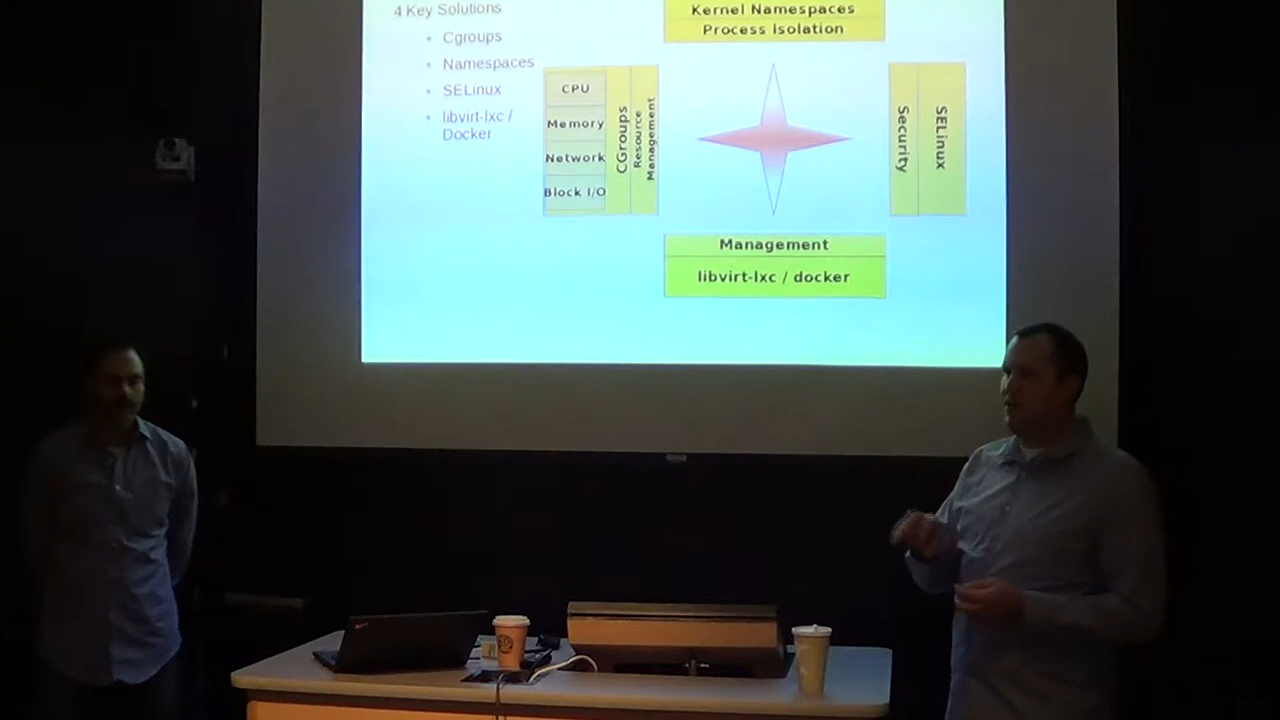 4 Key Solutions
Cgroups
Namespaces
SELinux
libvirt-lxc /
Docker
Kernel Namespaces
Process Isolation
CPU
Memory
Network
Block I/O
CGroups
Resource
Management
Security
SELinux
Management
libvirt-lxc / docker